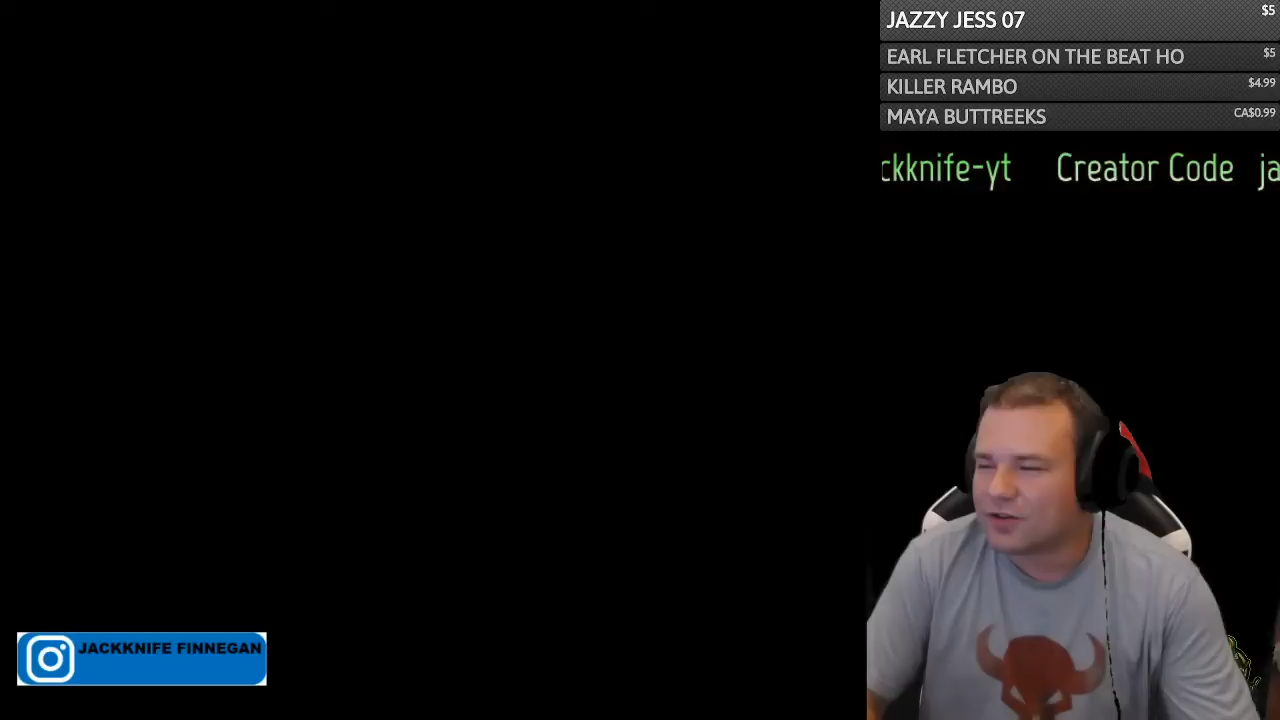 JAZZY JESS 07 $5
EARL FLETCHER ON THE BEAT HO $5
KILLER RAMBO $4.99
MAYA BUTTREEKS CA$0.99
ckknife-yt Creator Code ja
JACKKNIFE FINNEGAN